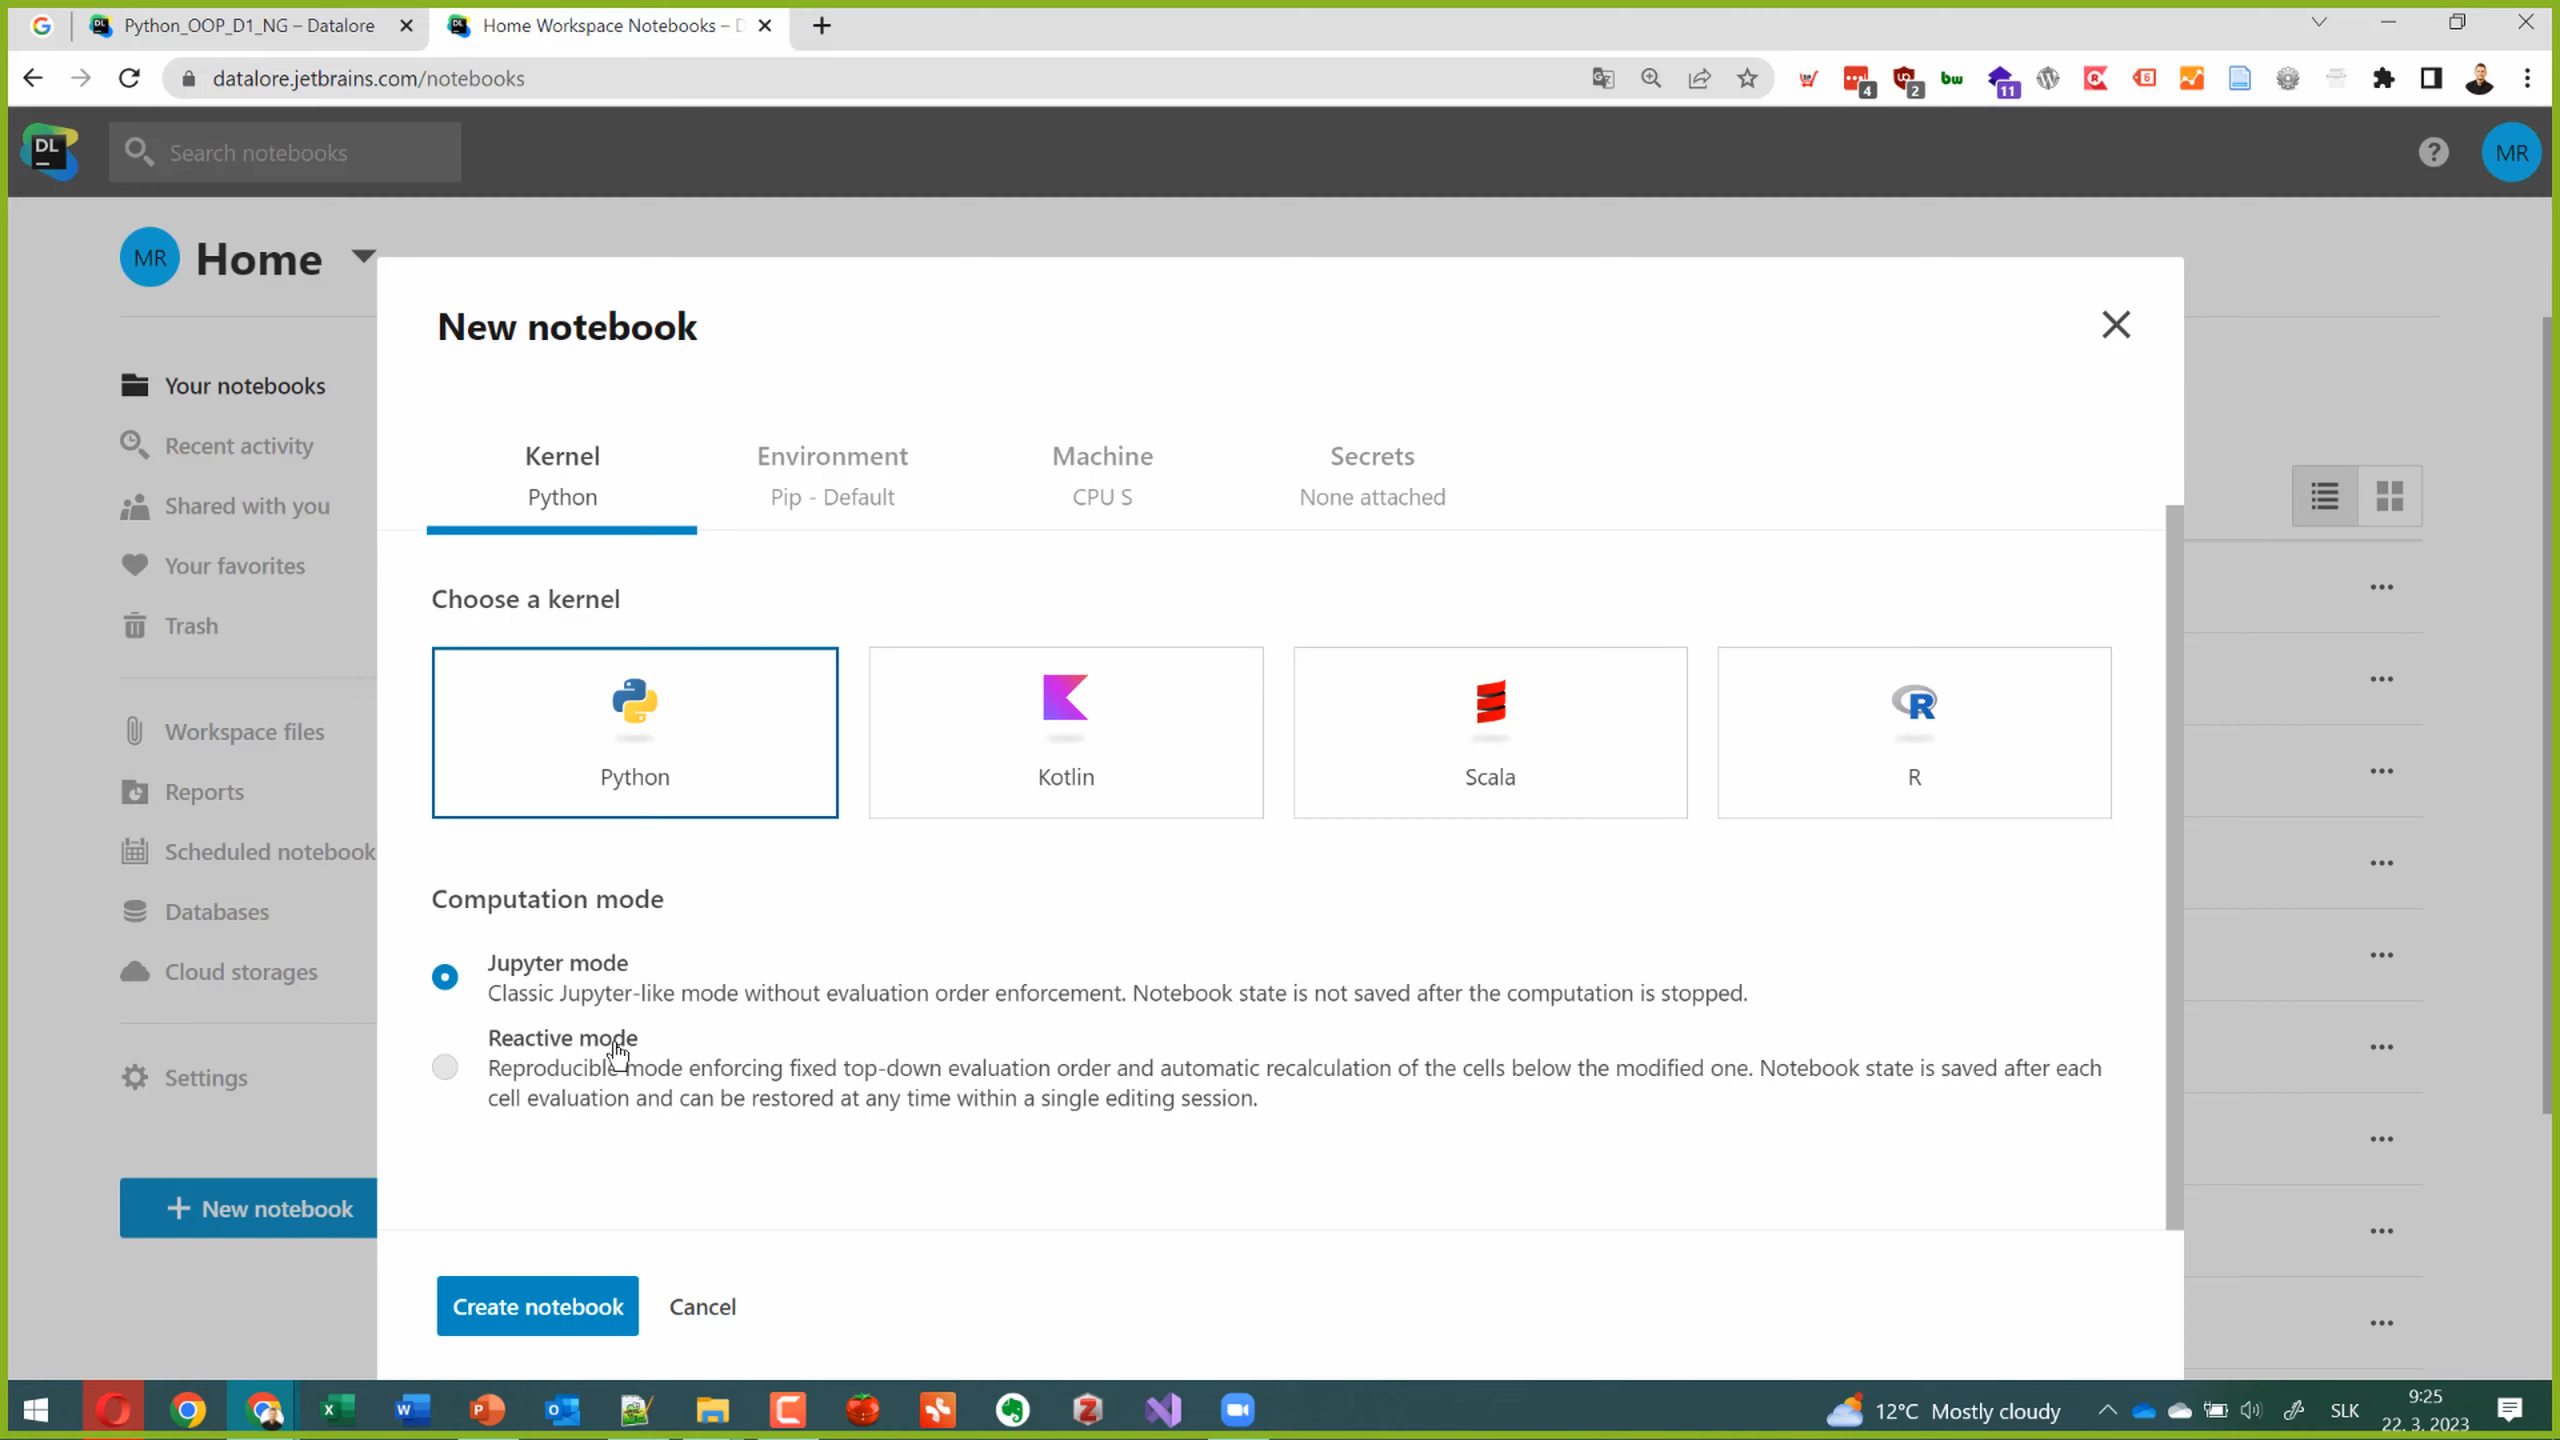 Python_OOP_D1_NG – Datalore
Home Workspace Notebooks – D
datalore.jetbrains.com/notebooks
4
2
bw
11
R
6
DL
Search notebooks
?
MR
MR
Home
New notebook
Your notebooks
Recent activity
Shared with you
Your favorites
Trash
Workspace files
Reports
Scheduled notebook
Databases
Cloud storages
Settings
New notebook
Kernel
Python
Environment
Pip - Default
Machine
CPU S
Secrets
None attached
Choose a kernel
Python
Kotlin
Scala
R
R
Computation mode
Jupyter mode
Classic Jupyter-like mode without evaluation order enforcement. Notebook state is not saved after the computation is stopped.
Reactive mode
Reproducible mode enforcing fixed top-down evaluation order and automatic recalculation of the cells below the modified one. Notebook state is saved after each
cell evaluation and can be restored at any time within a single editing session.
Create notebook
Cancel
12°C Mostly cloudy
SLK
9:25
22. 3. 2023